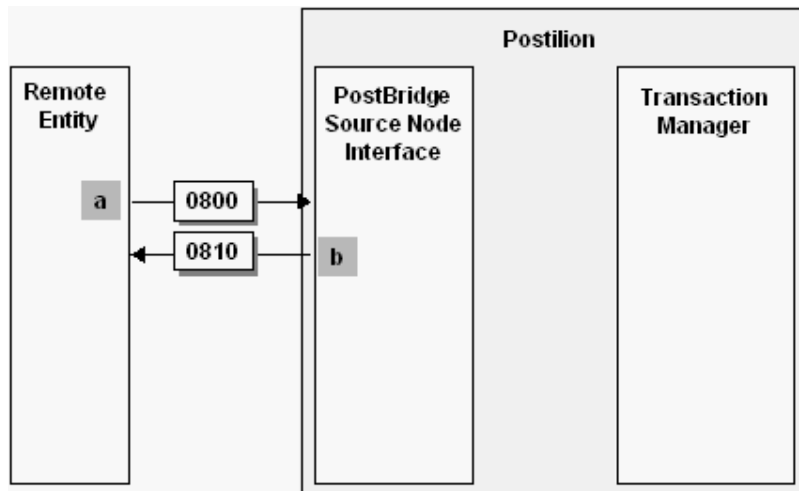 Postilion
Remote
Entity
PostBridge
Source Node
Interface
Transaction
Manager
a
0800
0810
b